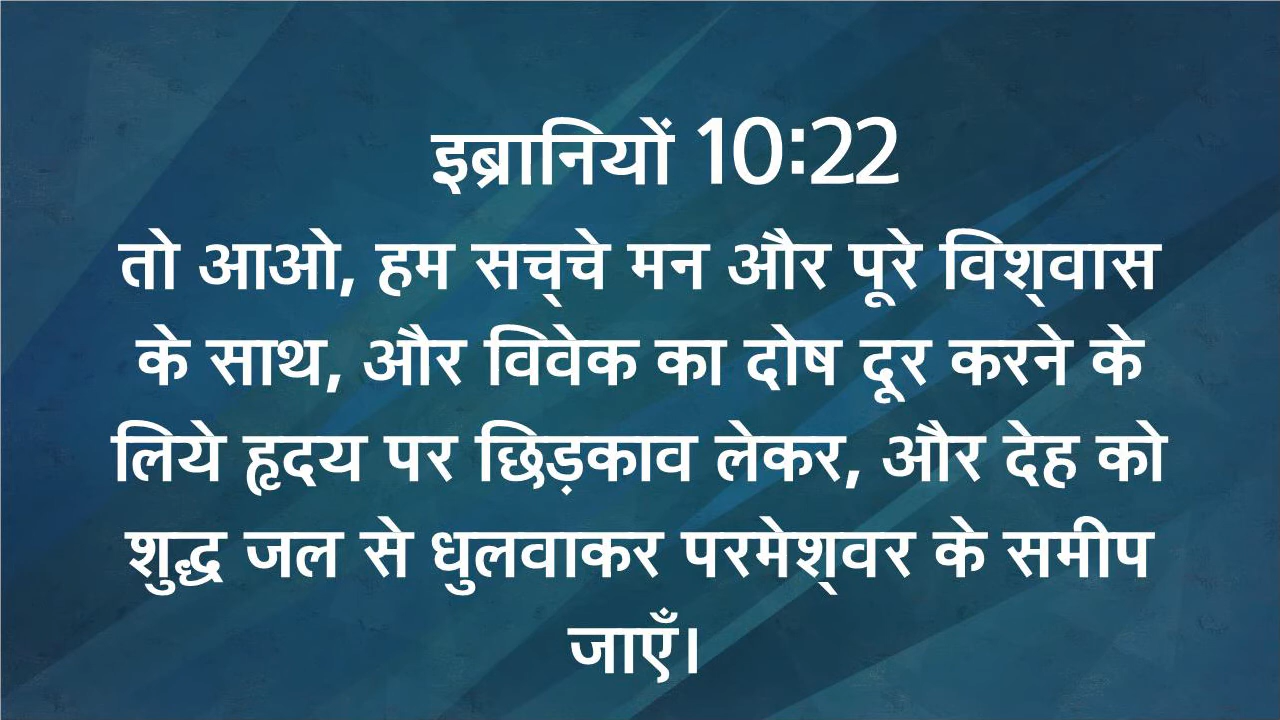 इब्रानियों 10:22
तो आओ, हम सच्‌चे मन और पूरे विश्‌वास
के साथ, और विवेक का दोष दूर करने के
लिये हृदय पर छिड़काव लेकर, और देह को
शुद्ध जल से धुलवाकर परमेश्‌वर के समीप
जाएँ।